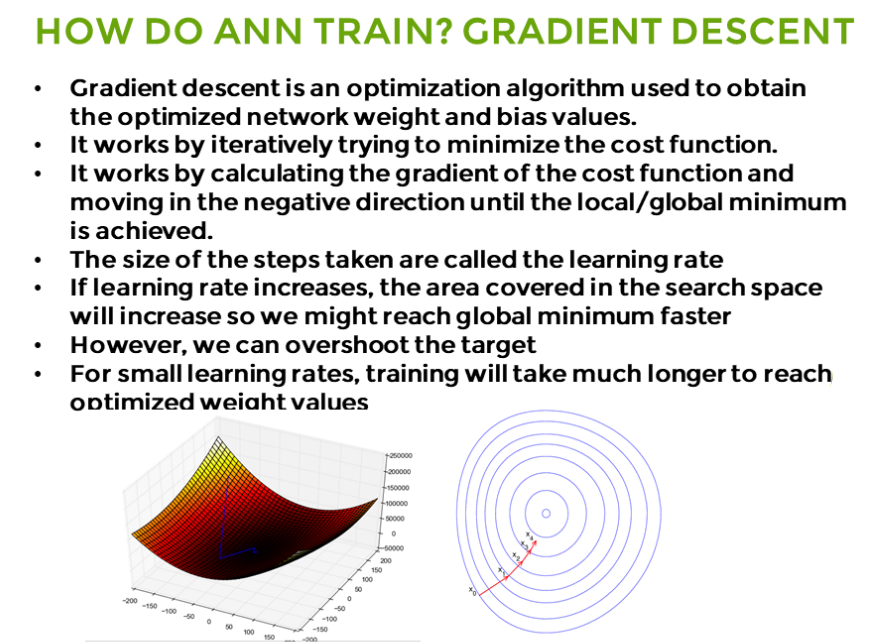 HOW DO ANN TRAIN? GRADIENT DESCENT
• Gradient descent is an optimization algorithm used to obtain
the optimized network weight and bias values.
• It works by iteratively trying to minimize the cost function.
• It works by calculating the gradient of the cost function and
moving in the negative direction until the local/global minimum
is achieved.
• The size of the steps taken are called the learning rate
• If learning rate increases, the area covered in the search space
will increase so we might reach global minimum faster
• However, we can overshoot the target
• For small learning rates, training will take much longer to reach
optimized weight values
250000
200000
150000
100000
50000
0
-50000
200
150
100
50
0
-50
-100
-150
-200
-200
-150
-100
-50
0
50
100
150
x4
x3
x2
x1
x0